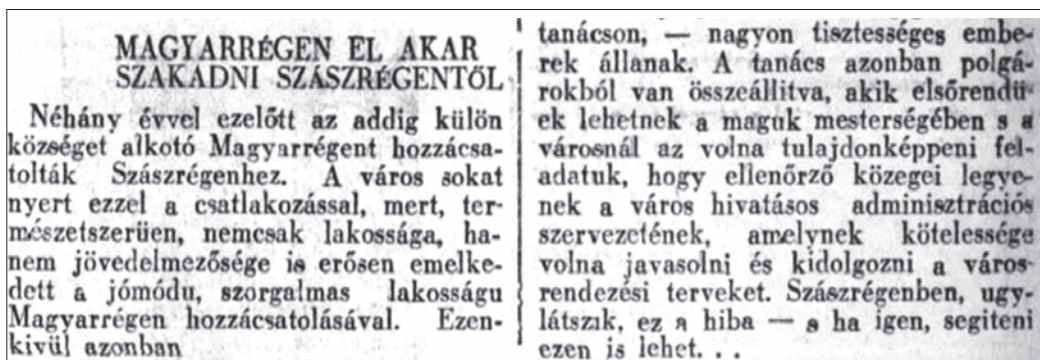 MAGYARRÉGEN EL AKAR
SZAKADNI SZÁSZRÉGENTŐL
Néhány évvel ezelőtt az addig külön
községet alkotó Magyarrégent hozzácsa-
tolták Szászrégenhez. A város sokat
nyert ezzel a csatlakozással, mert, ter-
mészetszerüen, nemcsak lakossága, ha-
nem jövedelmezősége is erősen emelke-
dett a jómódu, szorgalmas lakosságu
Magyarrégen hozzácsatolásával. Ezen-
kivül azonban
tanácson, — nagyon tisztességes embe-
rek állanak. A tanács azonban polgá-
rokból van összeállitva, akik elsőrendü-
ek lehetnek a maguk mesterségében s a
városnál az volna tulajdonképpeni fel-
adatuk, hogy ellenőrző közegei legye-
nek a város hivatásos adminisztrációs
szervezetének, amelynek kötelessége
volna javasolni és kidolgozni a város-
rendezési terveket. Szászrégenben, ugy-
látszik, ez a hiba — s ha igen, segiteni
ezen is lehet. . .